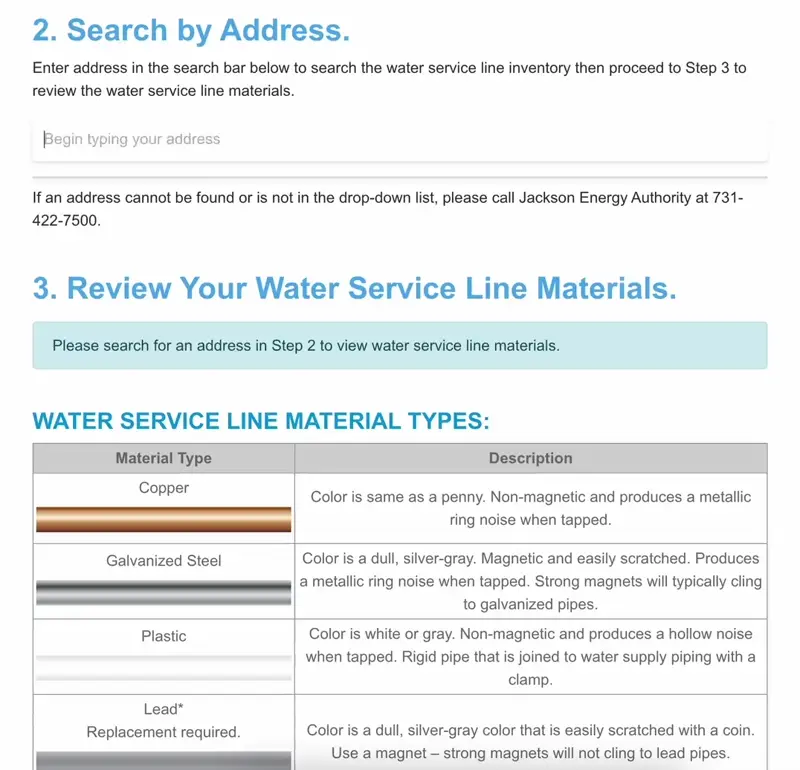 2. Search by Address.
Enter address in the search bar below to search the water service line inventory then proceed to Step 3 to
review the water service line materials.
Begin typing your address
If an address cannot be found or is not in the drop-down list, please call Jackson Energy Authority at 731-
422-7500.
3. Review Your Water Service Line Materials.
Please search for an address in Step 2 to view water service line materials.
WATER SERVICE LINE MATERIAL TYPES:
Material Type
Description
Copper
Color is same as a penny. Non-magnetic and produces a metallic
ring noise when tapped.
Galvanized Steel
Color is a dull, silver-gray. Magnetic and easily scratched. Produces
a metallic ring noise when tapped. Strong magnets will typically cling
to galvanized pipes.
Plastic
Color is white or gray. Non-magnetic and produces a hollow noise
when tapped. Rigid pipe that is joined to water supply piping with a
clamp.
Lead*
Replacement required.
Color is a dull, silver-gray color that is easily scratched with a coin.
Use a magnet – strong magnets will not cling to lead pipes.